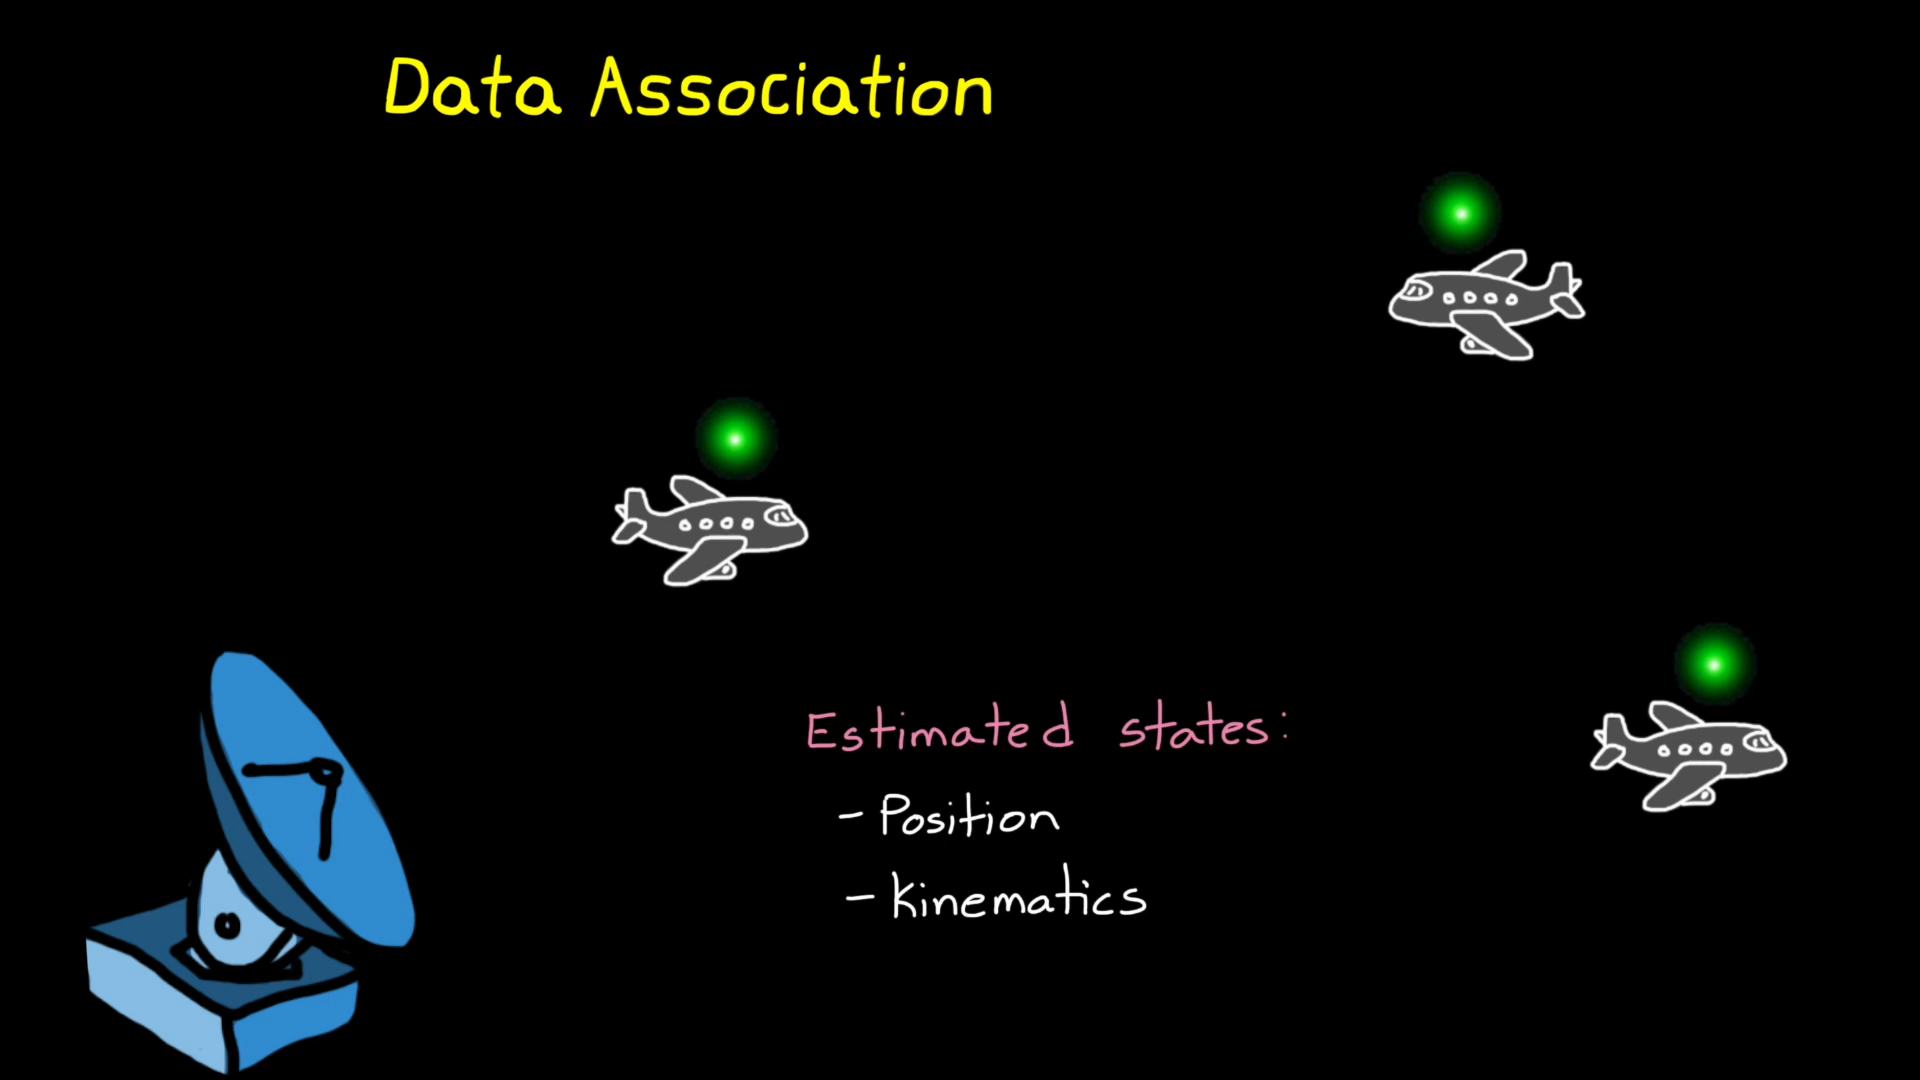 Data Association
Estimated states:
- Position
- Kinematics